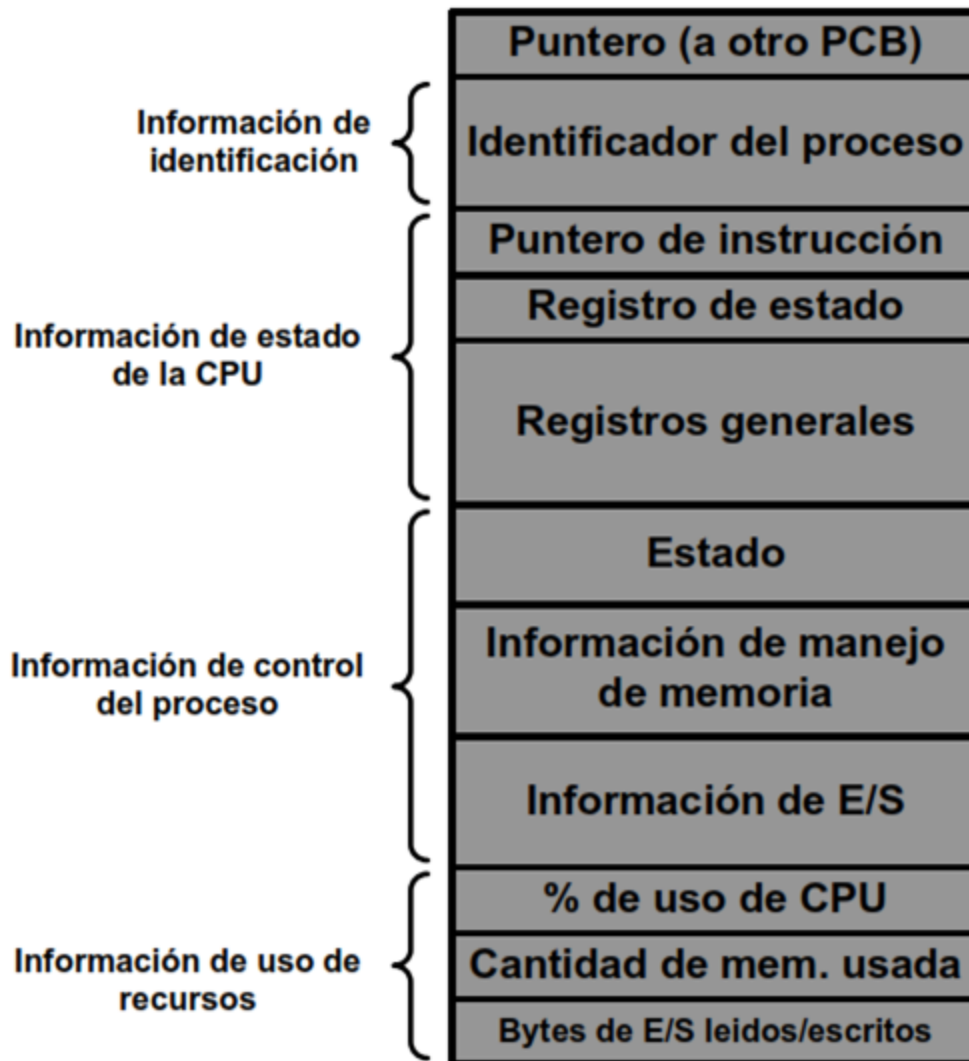 Puntero (a otro PCB)
Información de
identificación
Identificador del proceso
Puntero de instrucción
Registro de estado
Información de estado
de la CPU
Registros generales
Estado
Información de manejo
de memoria
Información de control
del proceso
Información de E/S
% de uso de CPU
Información de uso de
recursos
Cantidad de mem. usada
Bytes de E/S leidos/escritos